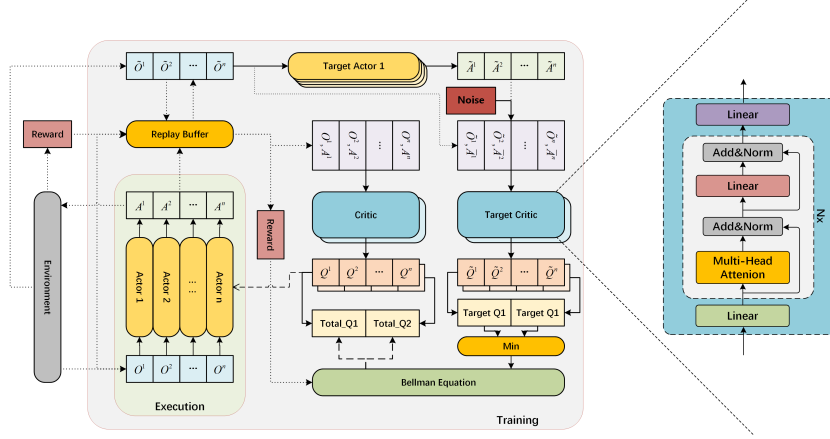 Õ¹ Õ² ... Õⁿ
Target Actor 1
Ã¹ Ã² ... Ãⁿ
Noise
Reward
Replay Buffer
O¹, A¹ O², A² ... Oⁿ, Aⁿ
Õ¹, Ã¹ Õ², Ã² ... Õⁿ, Ãⁿ
A¹ A² ... Aⁿ
Reward
Critic
Target Critic
Environment
Actor 1
Actor 2
... ...
Actor n
Q¹ Q² ... Qⁿ
Q̃¹ Q̃² ... Q̃ⁿ
Total_Q1 Total_Q2
Target Q1 Target Q1
Min
O¹ O² ... Oⁿ
Bellman Equation
Execution
Training
Linear
Add&Norm
Linear
Add&Norm
Multi-Head
Attenion
Linear
Nx